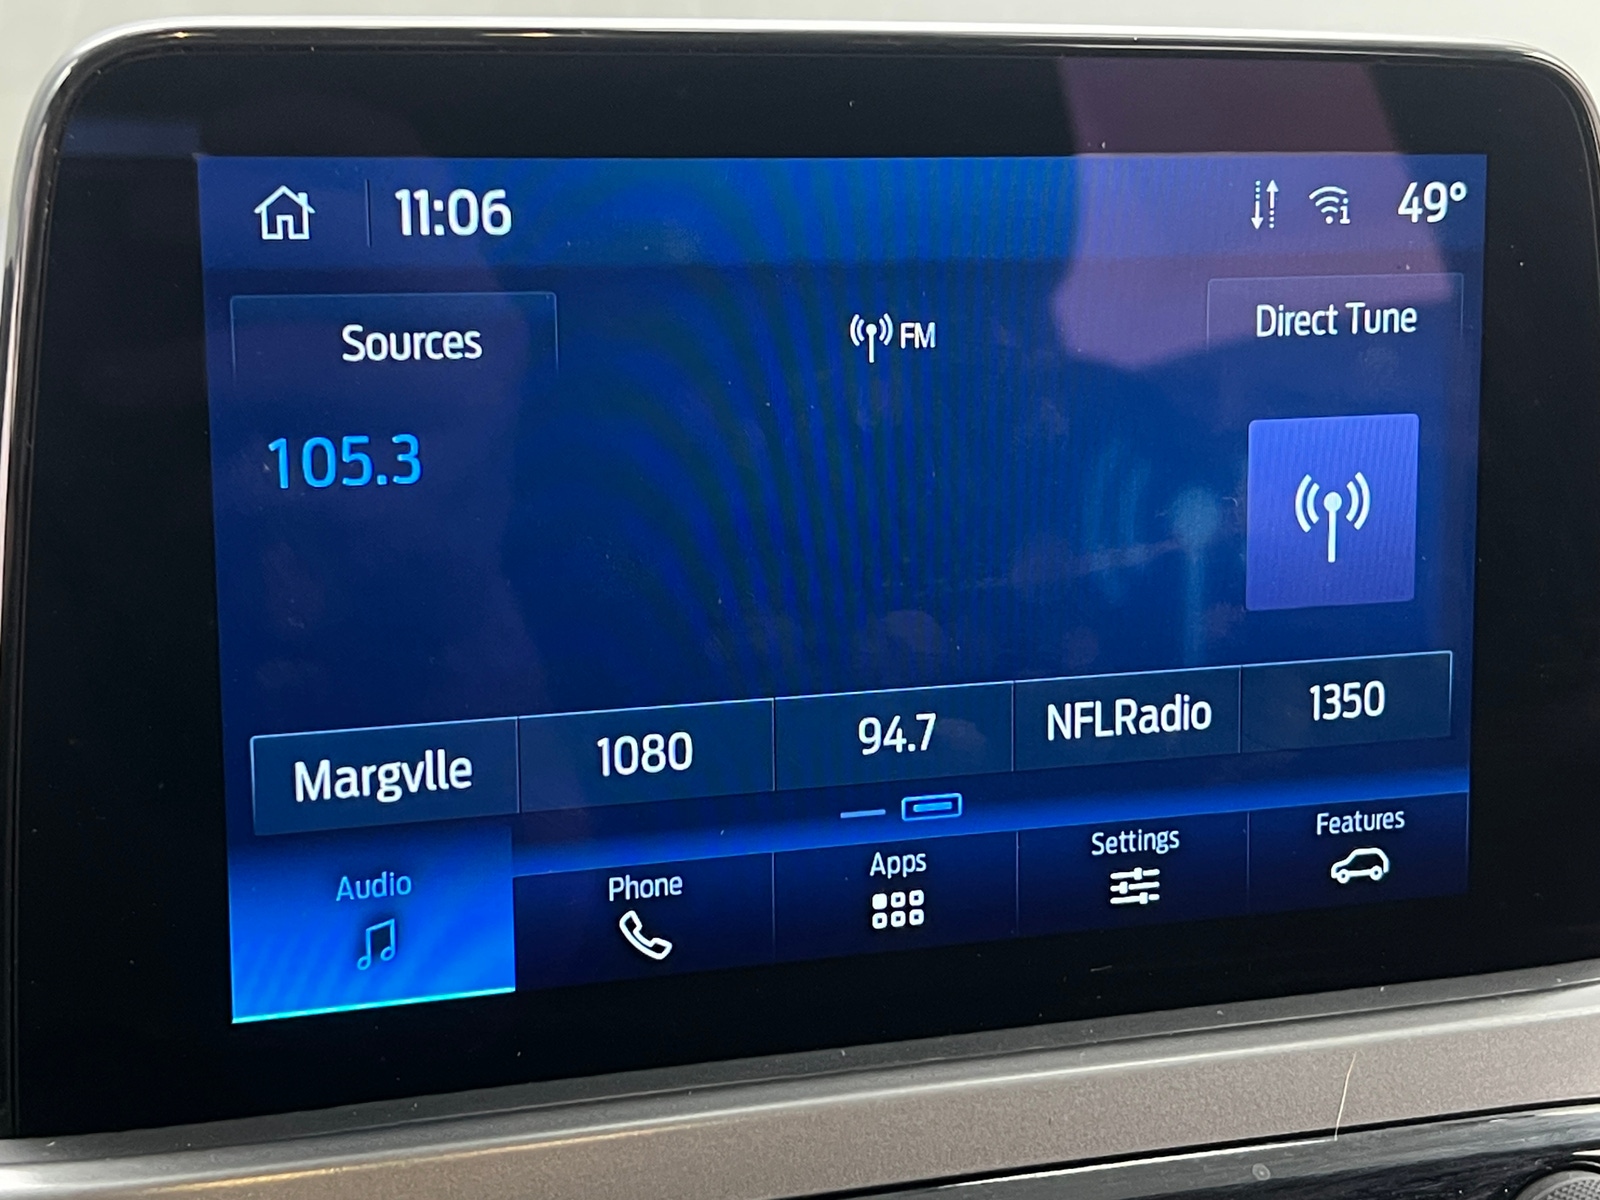 11:06
49°
Sources
FM
Direct Tune
105.3
Margvlle
1080
94.7
NFLRadio
1350
Audio
Phone
Apps
Settings
Features